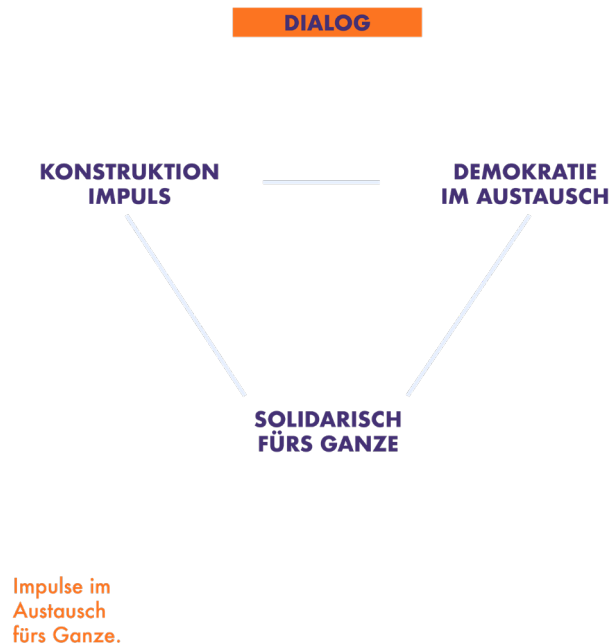 DIALOG
KONSTRUKTION
IMPULS
DEMOKRATIE
IM AUSTAUSCH
SOLIDARISCH
FÜRS GANZE
Impulse im
Austausch
fürs Ganze.